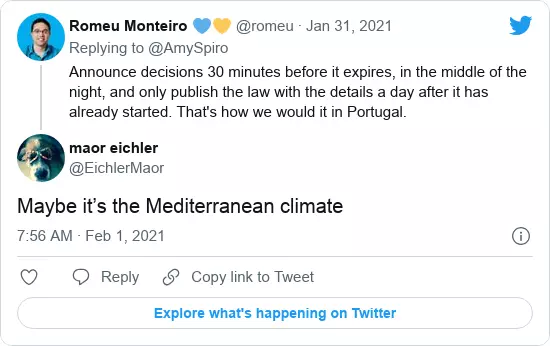 Romeu Monteiro 💙💛 @romeu · Jan 31, 2021
Replying to @AmySpiro
Announce decisions 30 minutes before it expires, in the middle of the
night, and only publish the law with the details a day after it has
already started. That's how we would it in Portugal.
maor eichler
@EichlerMaor
Maybe it’s the Mediterranean climate
7:56 AM · Feb 1, 2021
Reply
Copy link to Tweet
Explore what's happening on Twitter